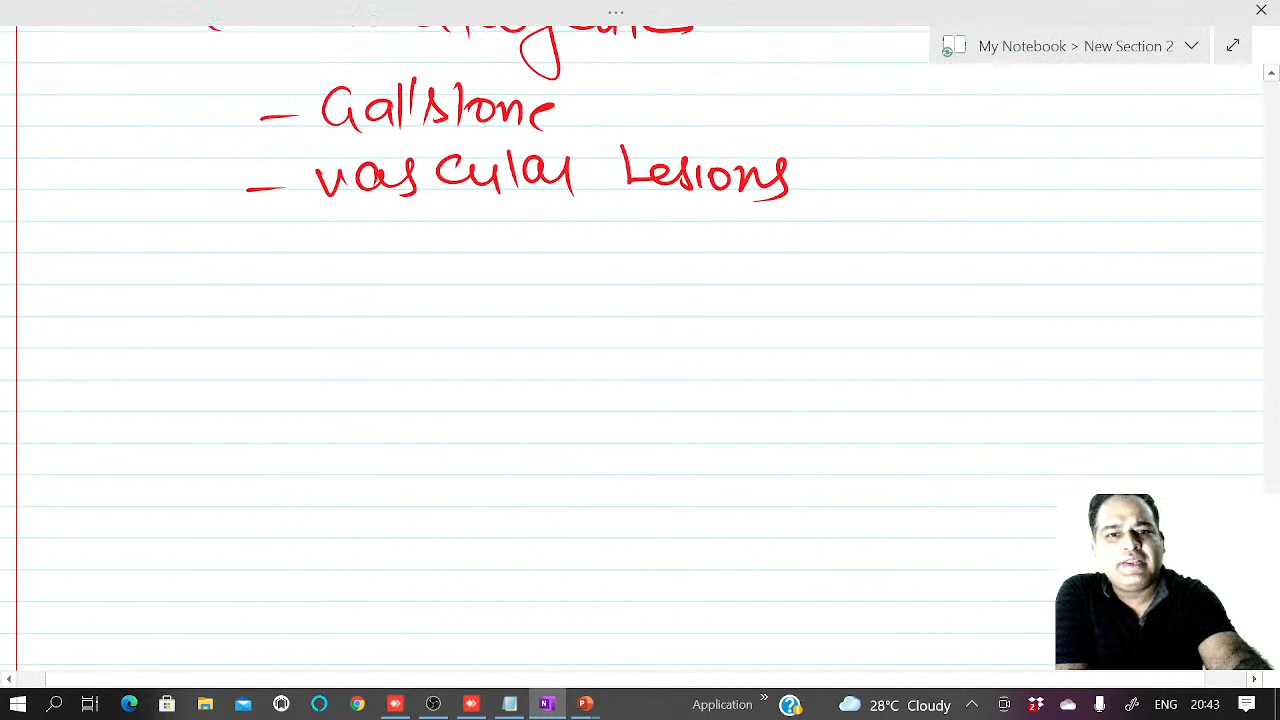 My Notebook > New Section 2
- Gallstone
- vascular Lesions
Application
28°C Cloudy
ENG
20:43